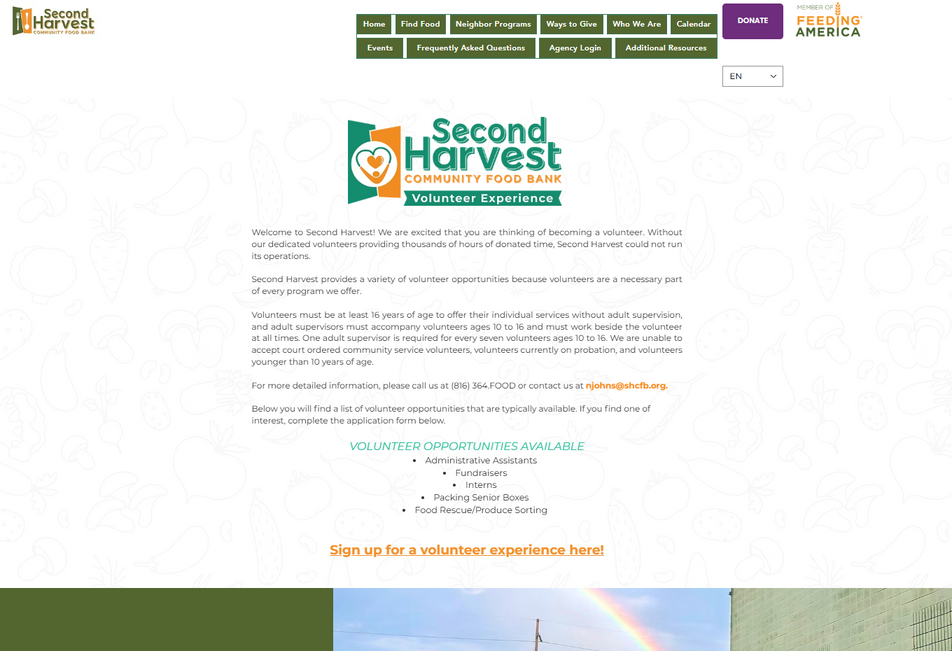 Second
Harvest
COMMUNITY FOOD BANK
Home
Find Food
Neighbor Programs
Ways to Give
Who We Are
Calendar
Events
Frequently Asked Questions
Agency Login
Additional Resources
DONATE
MEMBER OF
FEEDING
AMERICA
EN
Second
Harvest
COMMUNITY FOOD BANK
Volunteer Experience
Welcome to Second Harvest! We are excited that you are thinking of becoming a volunteer. Without
our dedicated volunteers providing thousands of hours of donated time, Second Harvest could not run
its operations.
Second Harvest provides a variety of volunteer opportunities because volunteers are a necessary part
of every program we offer.
Volunteers must be at least 16 years of age to offer their individual services without adult supervision,
and adult supervisors must accompany volunteers ages 10 to 16 and must work beside the volunteer
at all times. One adult supervisor is required for every seven volunteers ages 10 to 16. We are unable to
accept court ordered community service volunteers, volunteers currently on probation, and volunteers
younger than 10 years of age.
For more detailed information, please call us at (816) 364.FOOD or contact us at njohns@shcfb.org.
Below you will find a list of volunteer opportunities that are typically available. If you find one of
interest, complete the application form below.
VOLUNTEER OPPORTUNITIES AVAILABLE
• Administrative Assistants
• Fundraisers
• Interns
• Packing Senior Boxes
• Food Rescue/Produce Sorting
Sign up for a volunteer experience here!